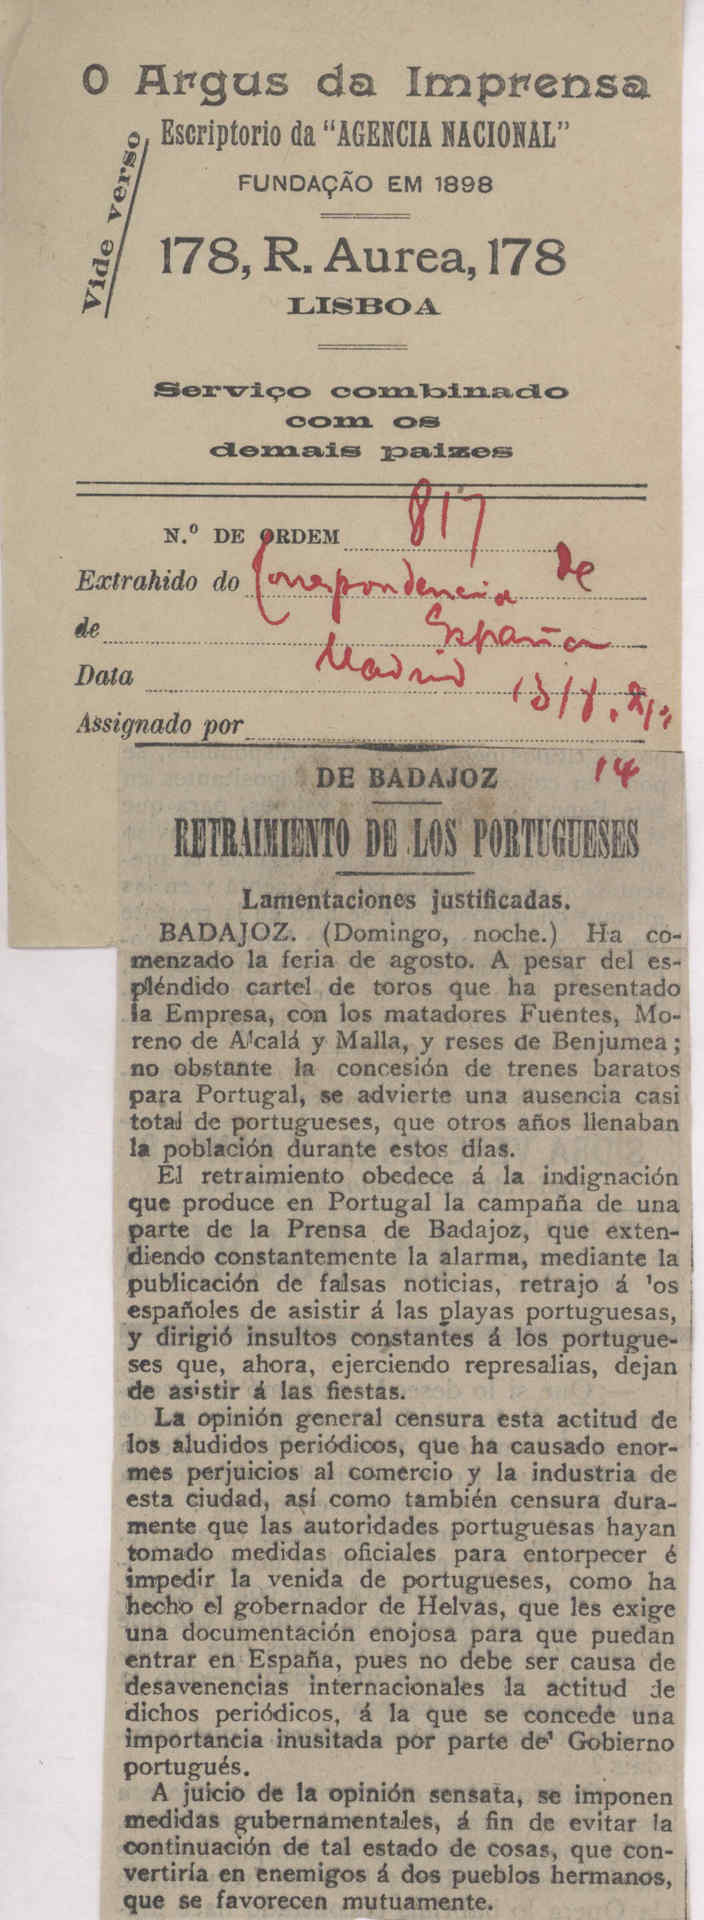 O Argus da Imprensa
Escriptorio da "AGENCIA NACIONAL"
Vide verso
FUNDAÇÃO EM 1898
178, R. Aurea, 178
LISBOA
Serviço combinado
com os
demais paizes
N.º DE ORDEM 817
Extrahido do Correspondencia de
de España
Data Madrid 13/8.
Assignado por
14
DE BADAJOZ
RETRAIMIENTO DE LOS PORTUGUESES
Lamentaciones justificadas.
BADAJOZ. (Domingo, noche.) Ha co-
menzado la feria de agosto. A pesar del es-
pléndido cartel de toros que ha presentado
la Empresa, con los matadores Fuentes, Mo-
reno de Alcalá y Malla, y reses de Benjumea;
no obstante la concesión de trenes baratos
para Portugal, se advierte una ausencia casi
total de portugueses, que otros años llenaban
la población durante estos días.
El retraimiento obedece á la indignación
que produce en Portugal la campaña de una
parte de la Prensa de Badajoz, que exten-
diendo constantemente la alarma, mediante la
publicación de falsas noticias, retrajo á 'os
españoles de asistir á las playas portuguesas,
y dirigió insultos constantes á los portugue-
ses que, ahora, ejerciendo represalias, dejan
de asistir á las fiestas.
La opinión general censura esta actitud de
los aludidos periódicos, que ha causado enor-
mes perjuicios al comercio y la industria de
esta ciudad, así como también censura dura-
mente que las autoridades portuguesas hayan
tomado medidas oficiales para entorpecer é
impedir la venida de portugueses, como ha
hecho el gobernador de Helvas, que les exige
una documentación enojosa para que puedan
entrar en España, pues no debe ser causa de
desavenencias internacionales la actitud de
dichos periódicos, á la que se concede una
importancia inusitada por parte de' Gobierno
portugués.
A juicio de la opinión sensata, se imponen
medidas gubernamentales, á fin de evitar la
continuación de tal estado de cosas, que con-
vertiría en enemigos á dos pueblos hermanos,
que se favorecen mutuamente.